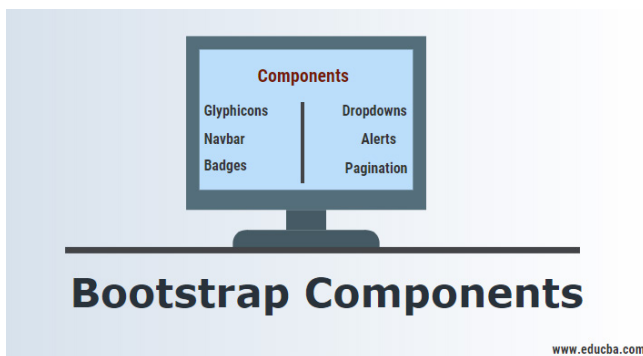 Components
Glyphicons
Navbar
Badges
Dropdowns
Alerts
Pagination
Bootstrap Components
www.educba.com